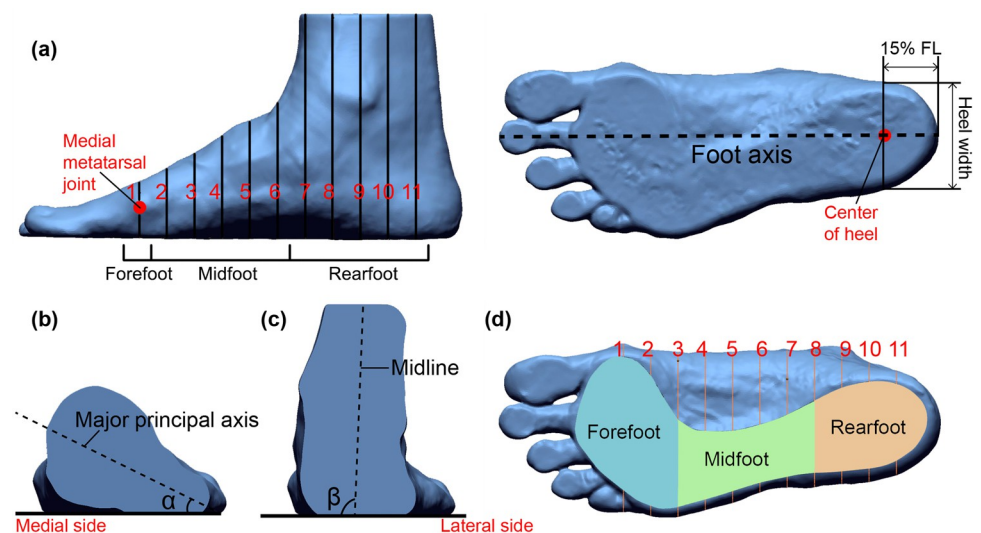 (a)
Medial
metatarsal
joint
1 2 3 4 5 6 7 8 9 10 11
Forefoot Midfoot Rearfoot
15% FL
Heel width
Foot axis
Center
of heel
(b)
Major principal axis
α
Medial side
(c)
Midline
β
Lateral side
(d)
1 2 3 4 5 6 7 8 9 10 11
Forefoot
Midfoot
Rearfoot